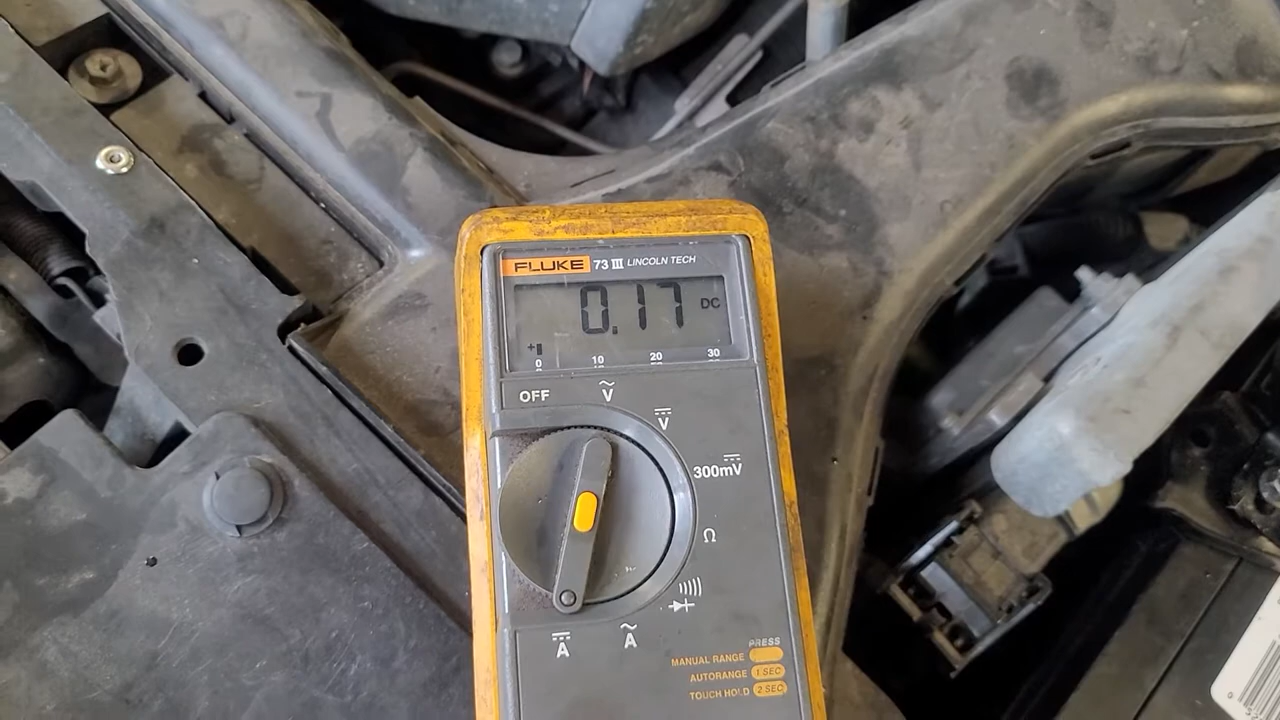 FLUKE 73 III LINCOLN TECH
0.17 DC
0 10 20 30
OFF
V
V
300mV
Ω
A
A
PRESS
MANUAL RANGE
AUTORANGE 1 SEC
TOUCH HOLD 2 SEC